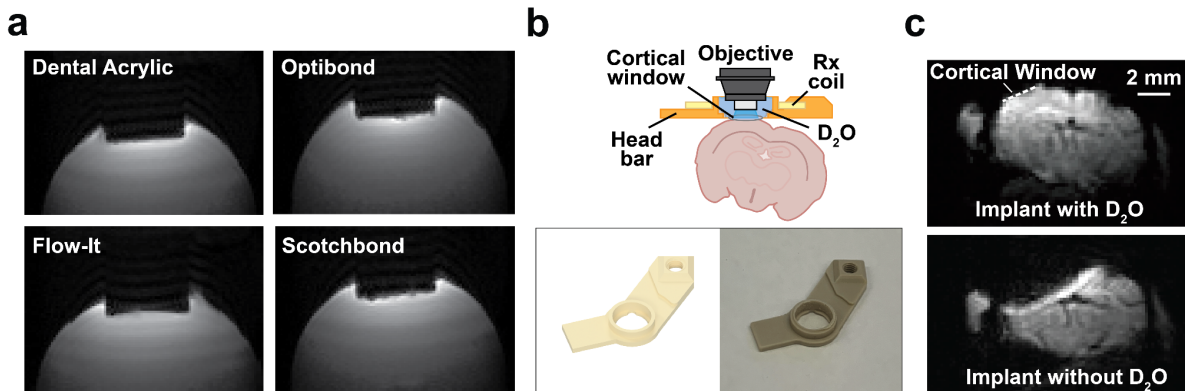 a
Dental Acrylic
Optibond
Flow-It
Scotchbond
b
Objective
Cortical
window
Rx
coil
Head
bar
D₂O
c
Cortical Window
2 mm
Implant with D₂O
Implant without D₂O